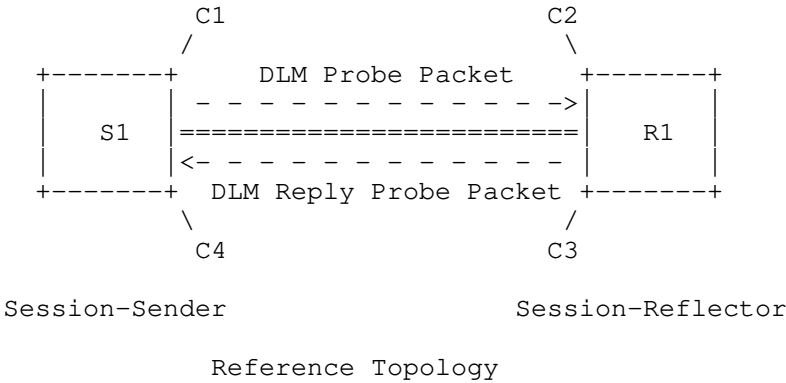 C1 C2
DLM Probe Packet
S1 R1
DLM Reply Probe Packet
C4 C3
Session-Sender Session-Reflector
Reference Topology